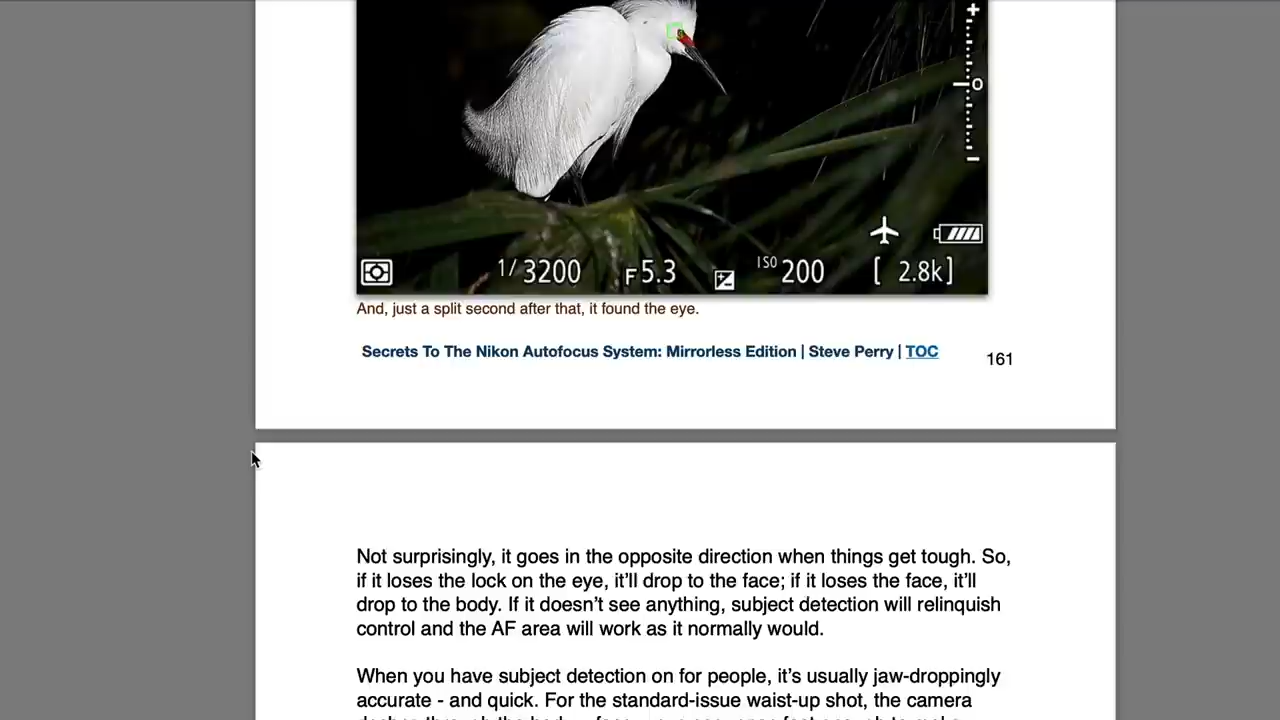 +
0
1/3200 F5.3 ISO 200 [ 2.8k]
And, just a split second after that, it found the eye.
Secrets To The Nikon Autofocus System: Mirrorless Edition | Steve Perry | TOC
161
Not surprisingly, it goes in the opposite direction when things get tough. So,
if it loses the lock on the eye, it’ll drop to the face; if it loses the face, it’ll
drop to the body. If it doesn’t see anything, subject detection will relinquish
control and the AF area will work as it normally would.
When you have subject detection on for people, it’s usually jaw-droppingly
accurate - and quick. For the standard-issue waist-up shot, the camera